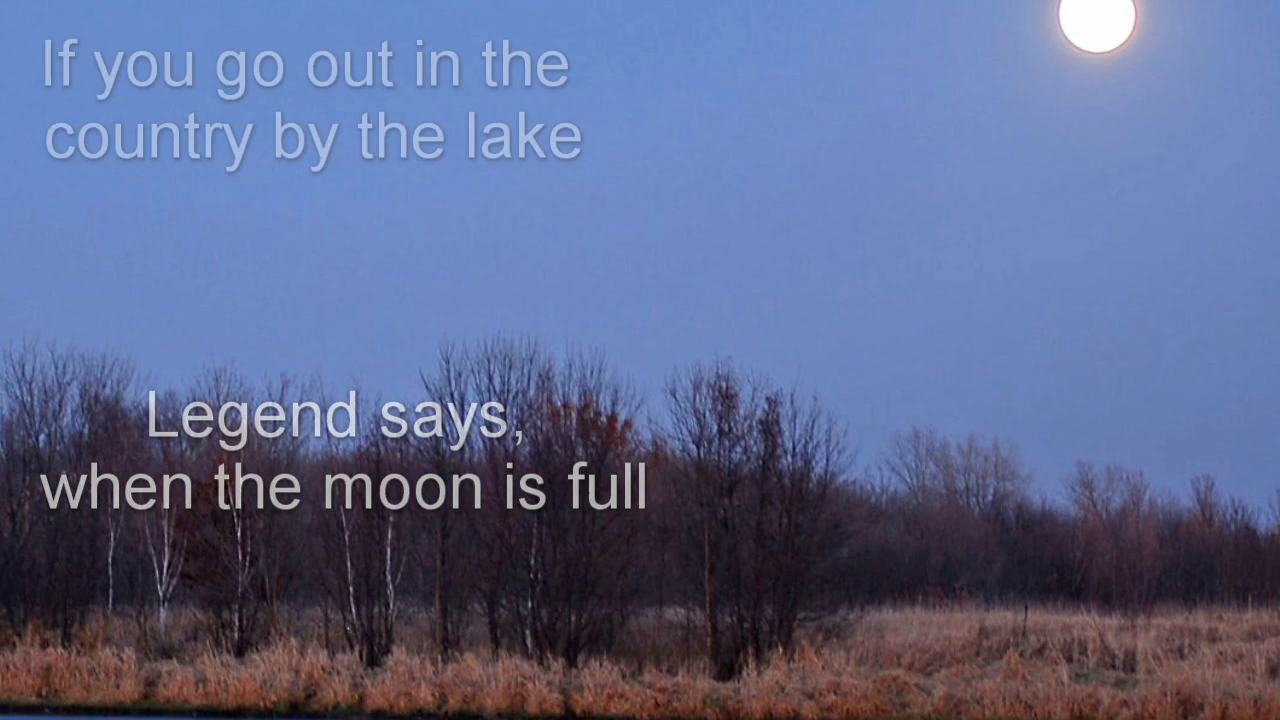 If you go out in the
country by the lake
Legend says,
when the moon is full